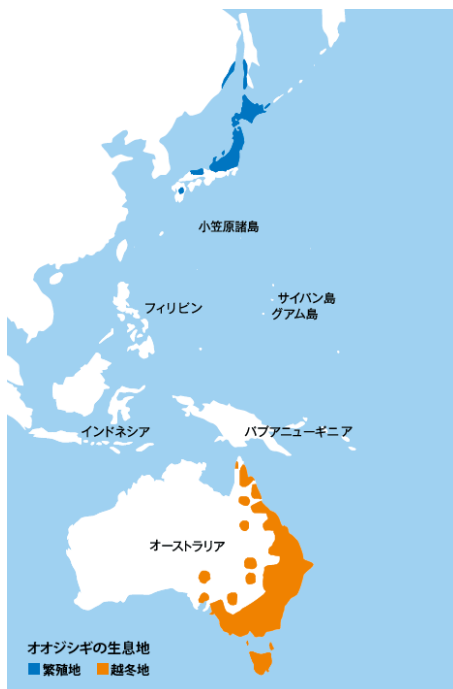 小笠原諸島
サイパン島
フィリピン
グアム島
インドネシア
パプアニューギニア
オーストラリア
オオジシギの生息地
繁殖地 越冬地